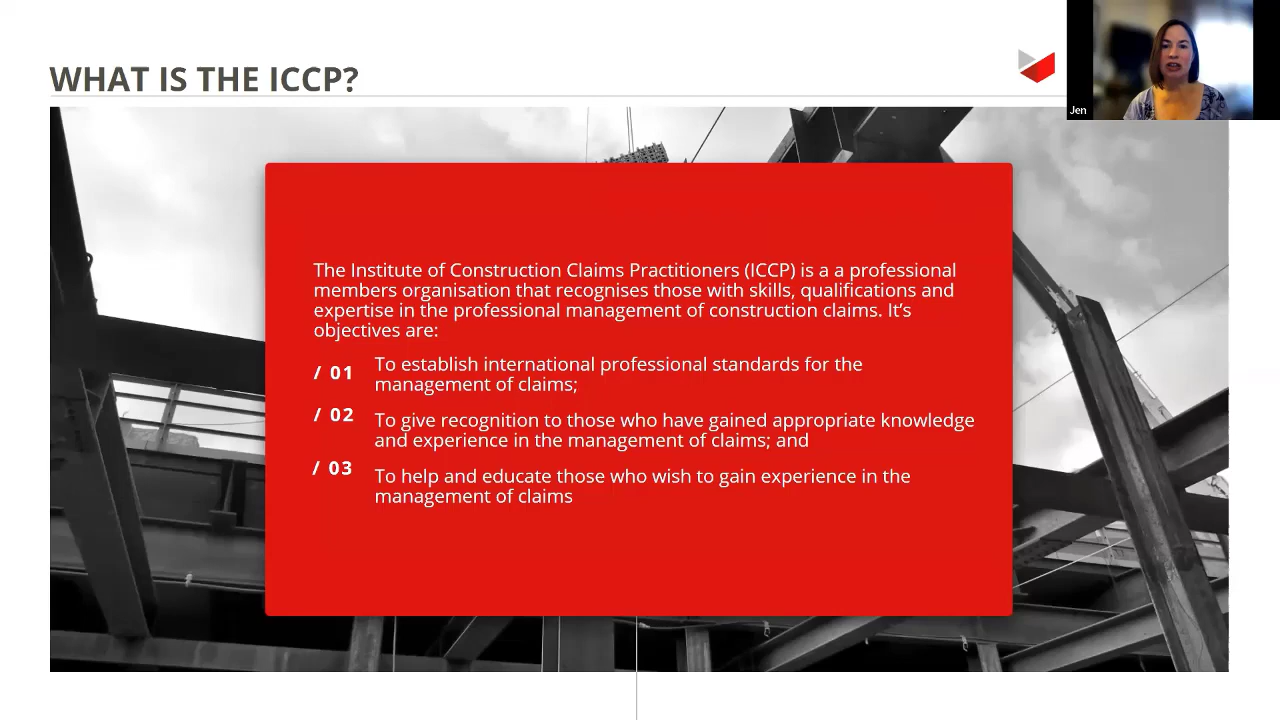 WHAT IS THE ICCP?
Jen
The Institute of Construction Claims Practitioners (ICCP) is a a professional
members organisation that recognises those with skills, qualifications and
expertise in the professional management of construction claims. It’s
objectives are:
/ 01 To establish international professional standards for the
management of claims;
/ 02 To give recognition to those who have gained appropriate knowledge
and experience in the management of claims; and
/ 03 To help and educate those who wish to gain experience in the
management of claims